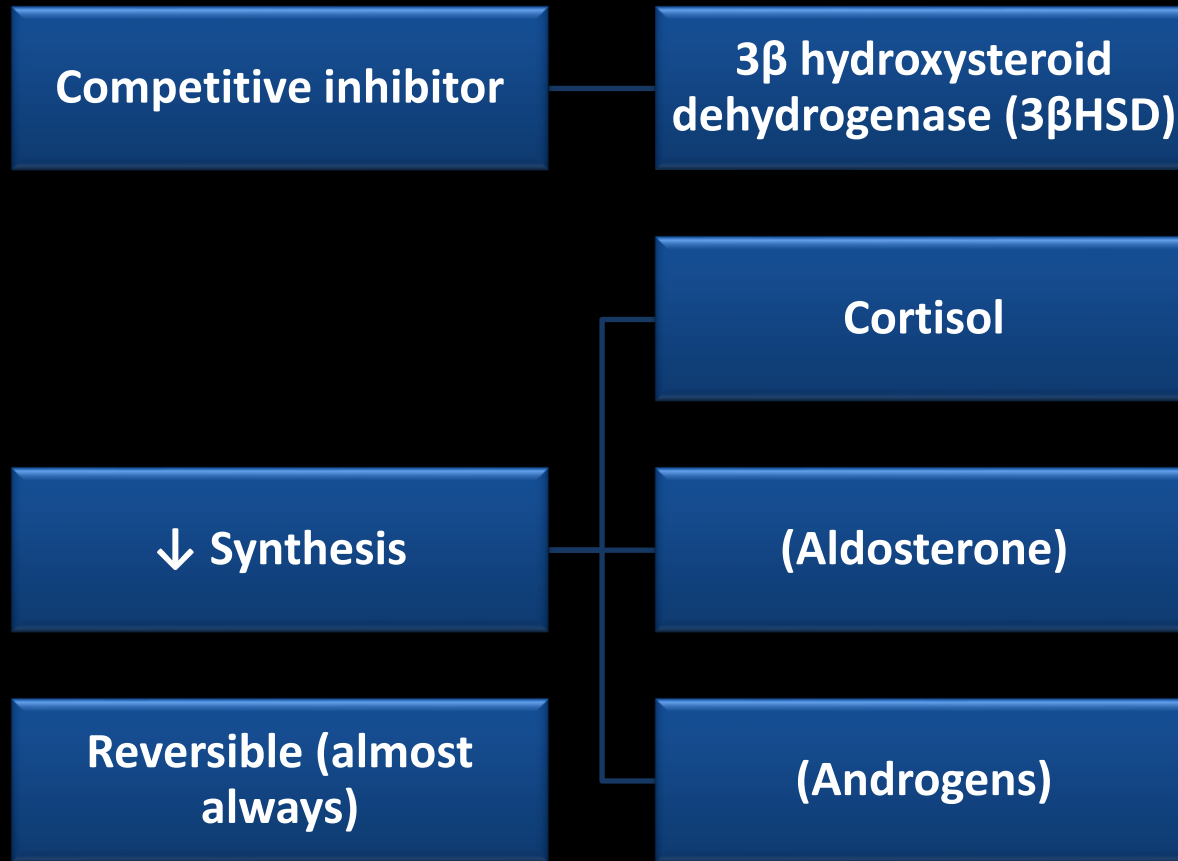 Competitive inhibitor
3β hydroxysteroid
dehydrogenase (3βHSD)
Cortisol
↓ Synthesis
(Aldosterone)
Reversible (almost
always)
(Androgens)